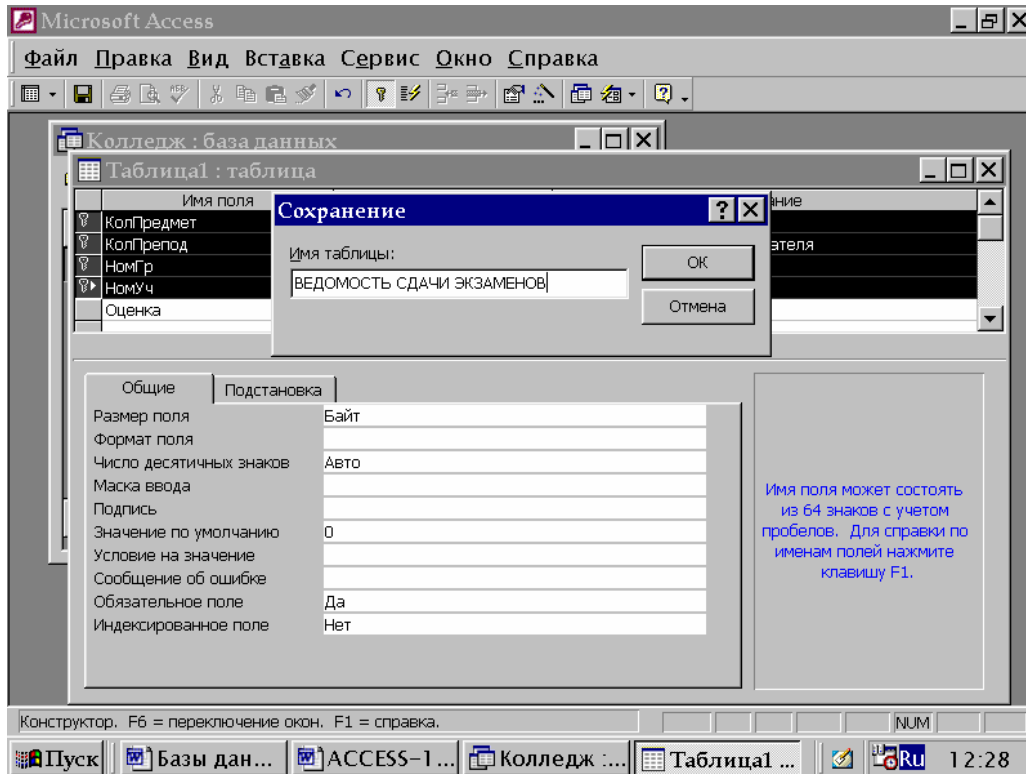 Microsoft Access
Файл Правка Вид Вставка Сервис Окно Справка
Колледж : база данных
Таблица1 : таблица
Имя поля
КолПредмет
КолПрепод
НомГр
НомУч
Оценка
Сохранение
Имя таблицы:
ВЕДОМОСТЬ СДАЧИ ЭКЗАМЕНОВ
ОК
Отмена
Общие Подстановка
Размер поля Байт
Формат поля
Число десятичных знаков Авто
Маска ввода
Подпись
Значение по умолчанию 0
Условие на значение
Сообщение об ошибке
Обязательное поле Да
Индексированное поле Нет
Имя поля может состоять
из 64 знаков с учетом
пробелов. Для справки по
именам полей нажмите
клавишу F1.
Конструктор. F6 = переключение окон. F1 = справка. NUM
Пуск Базы дан... ACCESS-1... Колледж :... Таблица1 ... Ru 12:28